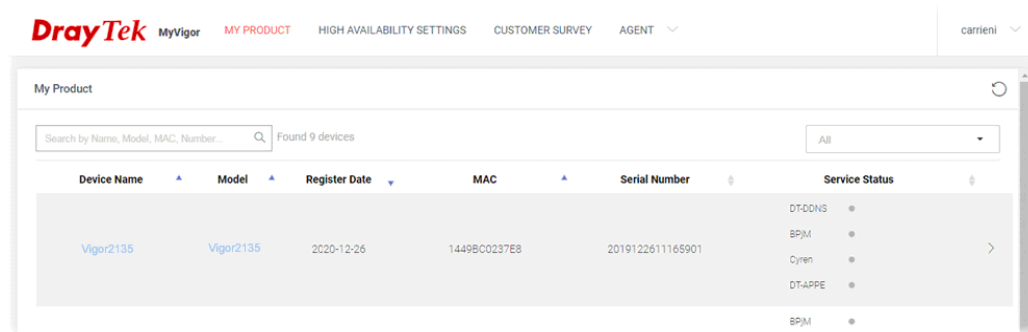 DrayTek MyVigor MY PRODUCT HIGH AVAILABILITY SETTINGS CUSTOMER SURVEY AGENT carrieni
My Product
Search by Name, Model, MAC, Number... Found 9 devices All
Device Name Model Register Date MAC Serial Number Service Status
DT-DDNS
BPjM
Vigor2135 Vigor2135 2020-12-26 1449BC0237E8 2019122611165901
Cyren
DT-APPE
BPjM